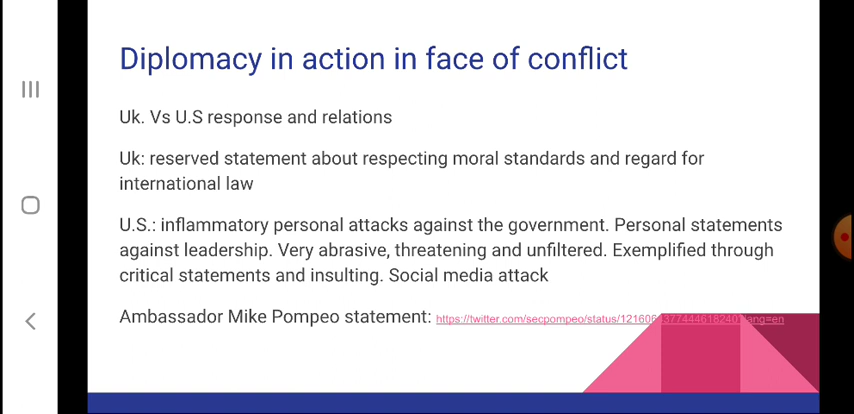 Diplomacy in action in face of conflict
Uk. Vs U.S response and relations
Uk: reserved statement about respecting moral standards and regard for
international law
U.S.: inflammatory personal attacks against the government. Personal statements
against leadership. Very abrasive, threatening and unfiltered. Exemplified through
critical statements and insulting. Social media attack
Ambassador Mike Pompeo statement: